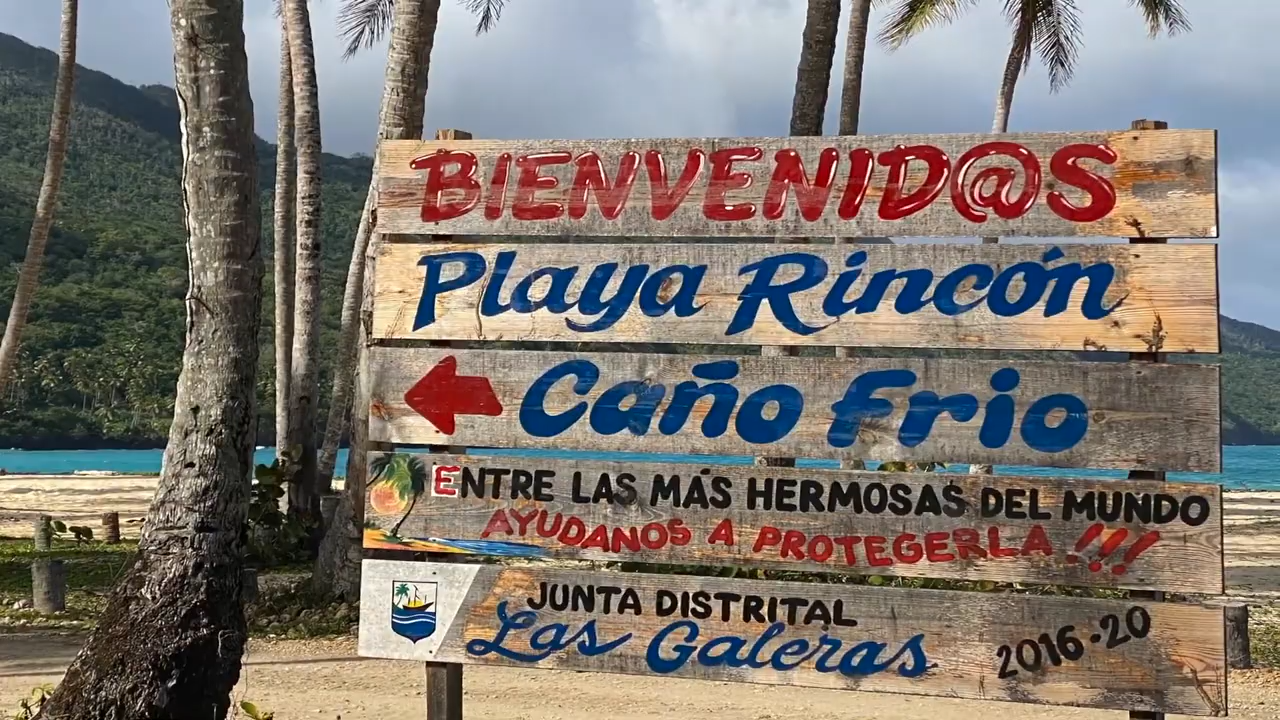 BIENVENID@S
Playa Rincón
Caño Frio
ENTRE LAS MÁS HERMOSAS DEL MUNDO
AYUDANOS A PROTEGERLA !!!
JUNTA DISTRITAL
Las Galeras
2016-20